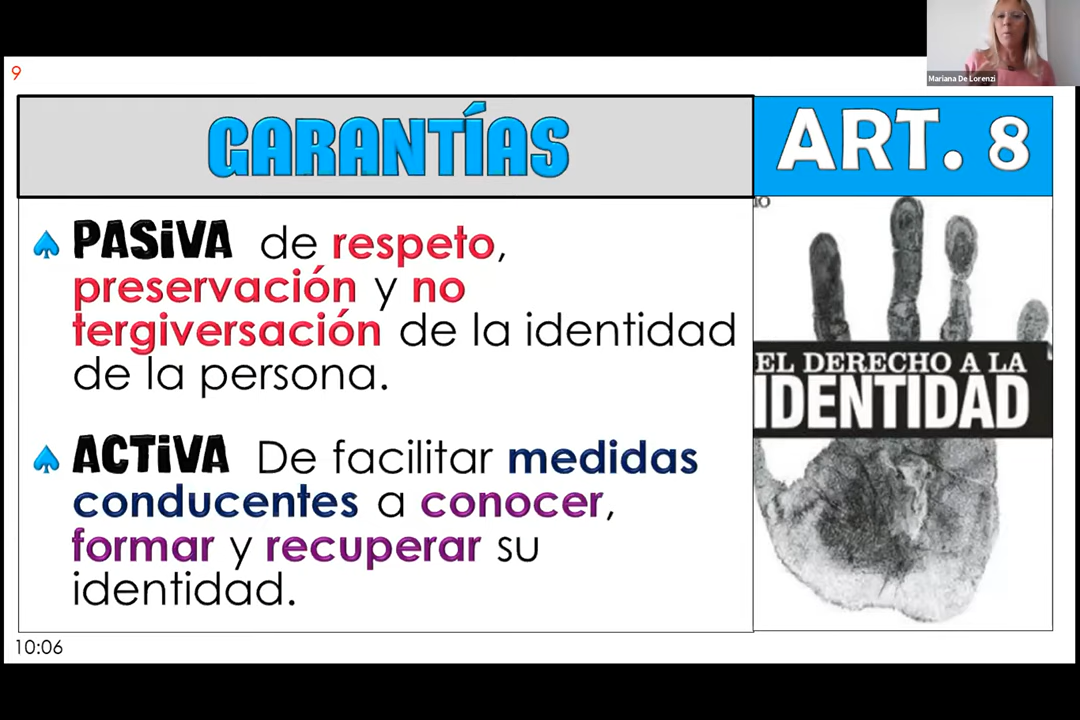 Mariana De Lorenzi
9
GARANTÍAS
ART. 8
PASiVA de respeto,
preservación y no
tergiversación de la identidad
de la persona.
ACTiVA De facilitar medidas
conducentes a conocer,
formar y recuperar su
identidad.
EL DERECHO A LA
IDENTIDAD
10:06